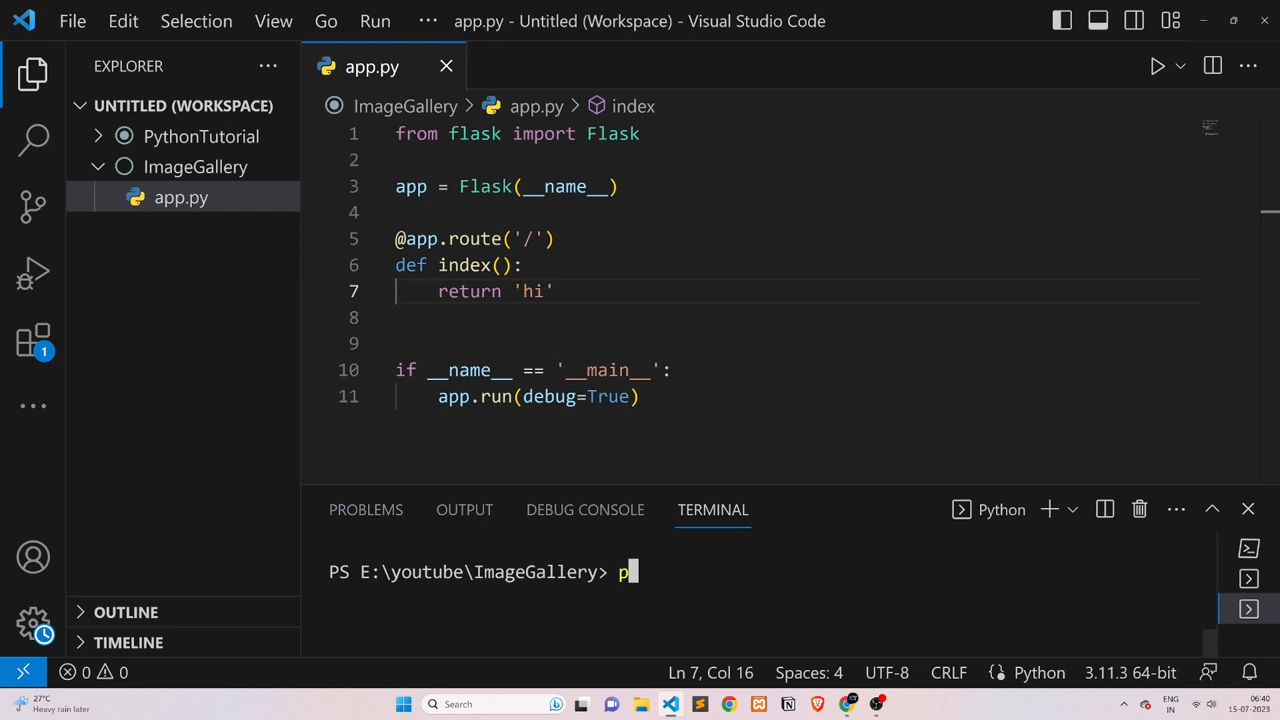 File Edit Selection View Go Run ··· app.py - Untitled (Workspace) - Visual Studio Code
EXPLORER ···
UNTITLED (WORKSPACE)
PythonTutorial
ImageGallery
app.py
OUTLINE
TIMELINE
app.py
ImageGallery > app.py > index
1 from flask import Flask
2
3 app = Flask(__name__)
4
5 @app.route('/')
6 def index():
7 return 'hi'
8
9
10 if __name__ == '__main__':
11 app.run(debug=True)
PROBLEMS OUTPUT DEBUG CONSOLE TERMINAL Python
PS E:\youtube\ImageGallery> p
1
0 0 Ln 7, Col 16 Spaces: 4 UTF-8 CRLF Python 3.11.3 64-bit
27°C
Heavy rain later
Search
ENG
IN
06:40
15-07-2023